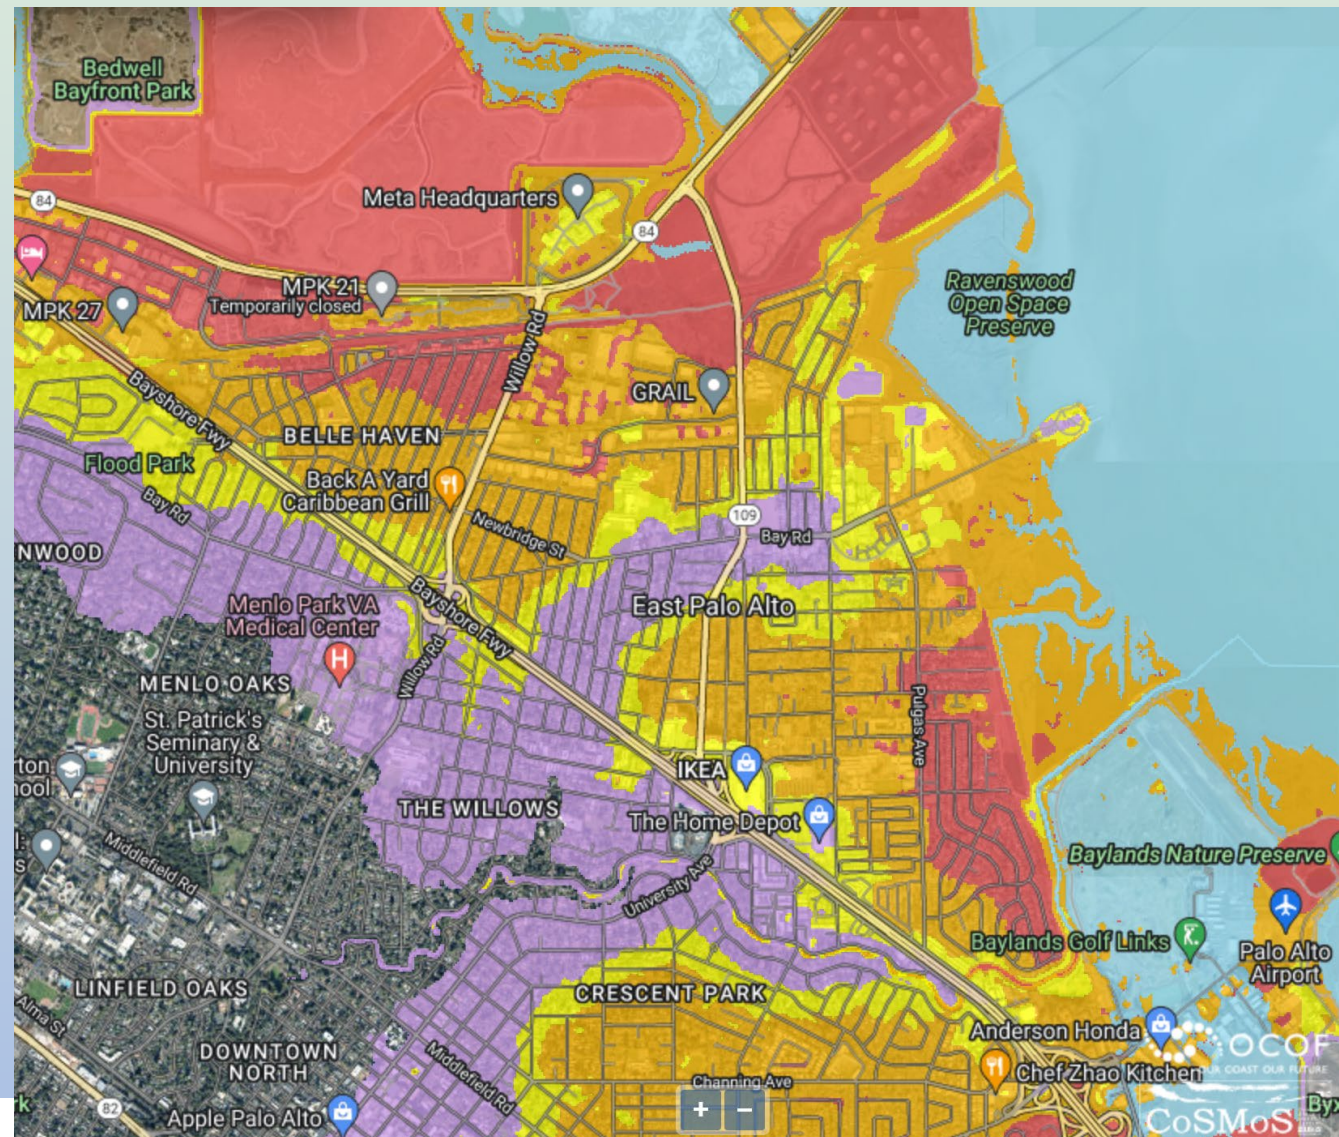 Bedwell
Bayfront Park
84
Meta Headquarters
84
MPK 21
Temporarily closed
MPK 27
Ravenswood
Open Space
Preserve
Willow Rd
Bayshore Fwy
GRAIL
BELLE HAVEN
Flood Park
Back A Yard
Caribbean Grill
Bay Rd
Newbridge St
109
Bay Rd
NWOOD
Menlo Park VA
Medical Center
Bayshore Fwy
East Palo Alto
Willow Rd
MENLO OAKS
St. Patrick's
Seminary &
University
Pulgas Ave
IKEA
THE WILLOWS
The Home Depot
Middlefield Rd
University Ave
Baylands Nature Preserve
Baylands Golf Links
Palo Alto
Airport
LINFIELD OAKS
CRESCENT PARK
Alma St
Anderson Honda
OCOF
OUR COAST OUR FUTURE
DOWNTOWN
NORTH
Middlefield Rd
Channing Ave
Chef Zhao Kitchen
82
Apple Palo Alto
+ −
CoSMoS